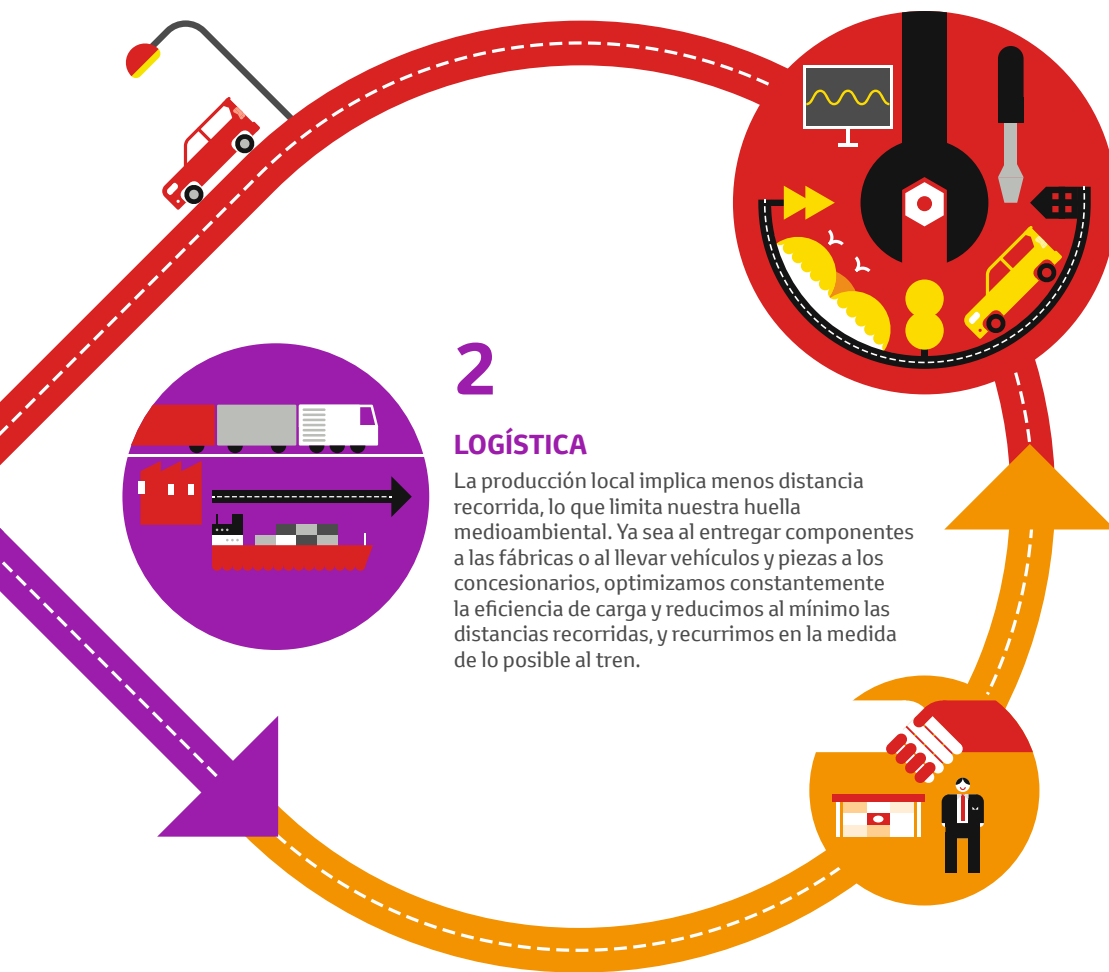 2
LOGÍSTICA
La producción local implica menos distancia
recorrida, lo que limita nuestra huella
medioambiental. Ya sea al entregar componentes
a las fábricas o al llevar vehículos y piezas a los
concesionarios, optimizamos constantemente
la eficiencia de carga y reducimos al mínimo las
distancias recorridas, y recurrimos en la medida
de lo posible al tren.